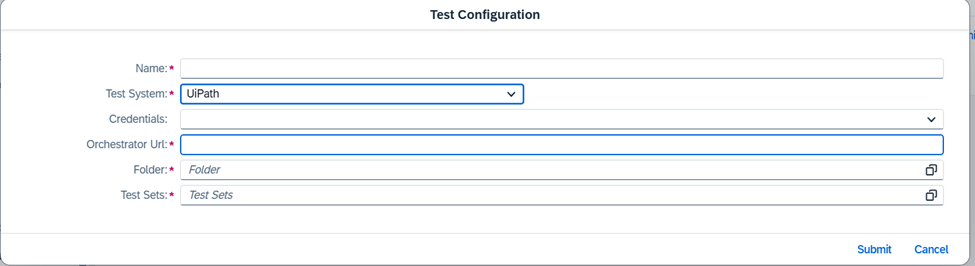 Test Configuration
Name:*
Test System:* UiPath
Credentials:
Orchestrator Url:*
Folder:* Folder
Test Sets:* Test Sets
Submit Cancel